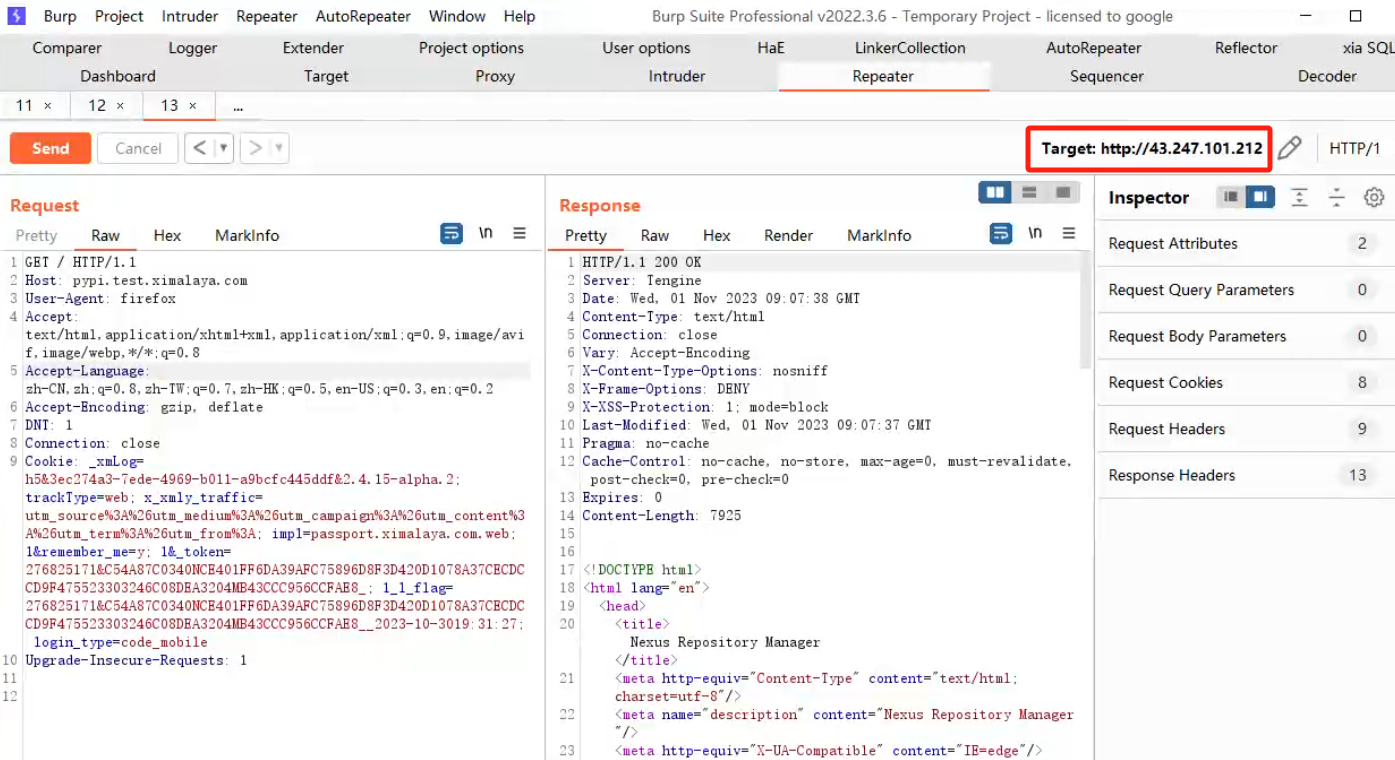 Burp Project Intruder Repeater AutoRepeater Window Help Burp Suite Professional v2022.3.6 - Temporary Project - licensed to google
Comparer Logger Extender Project options User options HaE LinkerCollection AutoRepeater Reflector xia SQL
Dashboard Target Proxy Intruder Repeater Sequencer Decoder
11 × 12 × 13 × ...
Send Cancel < > Target: http://43.247.101.212 HTTP/1
Request
Pretty Raw Hex MarkInfo \n
1 GET / HTTP/1.1
2 Host: pypi.test.ximalaya.com
3 User-Agent: firefox
4 Accept:
text/html,application/xhtml+xml,application/xml;q=0.9,image/avi
f,image/webp,*/*;q=0.8
5 Accept-Language:
zh-CN,zh;q=0.8,zh-TW;q=0.7,zh-HK;q=0.5,en-US;q=0.3,en;q=0.2
6 Accept-Encoding: gzip, deflate
7 DNT: 1
8 Connection: close
9 Cookie: _xmLog=
h5&3ec274a3-7ede-4969-b011-a9bcfc445ddf&2.4.15-alpha.2;
trackType=web; x_xmly_traffic=
utm_source%3A%26utm_medium%3A%26utm_campaign%3A%26utm_content%3
A%26utm_term%3A%26utm_from%3A; impl=passport.ximalaya.com.web;
1&remember_me=y; 1&_token=
276825171&C54A87C0340NCE401FF6DA39AFC75896D8F3D420D1078A37CECDC
CD9F475523303246C08DEA3204MB43CCC956CCFAE8_; 1_l_flag=
276825171&C54A87C0340NCE401FF6DA39AFC75896D8F3D420D1078A37CECDC
CD9F475523303246C08DEA3204MB43CCC956CCFAE8__2023-10-3019:31:27;
login_type=code_mobile
10 Upgrade-Insecure-Requests: 1
11
12
Response
Pretty Raw Hex Render MarkInfo \n
1 HTTP/1.1 200 OK
2 Server: Tengine
3 Date: Wed, 01 Nov 2023 09:07:38 GMT
4 Content-Type: text/html
5 Connection: close
6 Vary: Accept-Encoding
7 X-Content-Type-Options: nosniff
8 X-Frame-Options: DENY
9 X-XSS-Protection: 1; mode=block
10 Last-Modified: Wed, 01 Nov 2023 09:07:37 GMT
11 Pragma: no-cache
12 Cache-Control: no-cache, no-store, max-age=0, must-revalidate,
post-check=0, pre-check=0
13 Expires: 0
14 Content-Length: 7925
15
16
17 <!DOCTYPE html>
18 <html lang="en">
19 <head>
20 <title>
Nexus Repository Manager
</title>
21 <meta http-equiv="Content-Type" content="text/html;
charset=utf-8"/>
22 <meta name="description" content="Nexus Repository Manager
"/>
23 <meta http-equiv="X-UA-Compatible" content="IE=edge"/>
Inspector
Request Attributes 2
Request Query Parameters 0
Request Body Parameters 0
Request Cookies 8
Request Headers 9
Response Headers 13